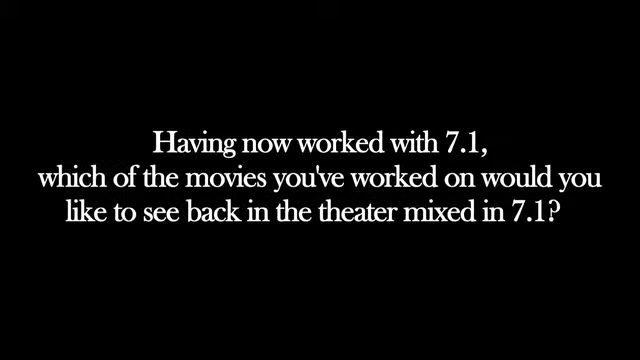 Having now worked with 7.1,
which of the movies you've worked on would you
like to see back in the theater mixed in 7.1?